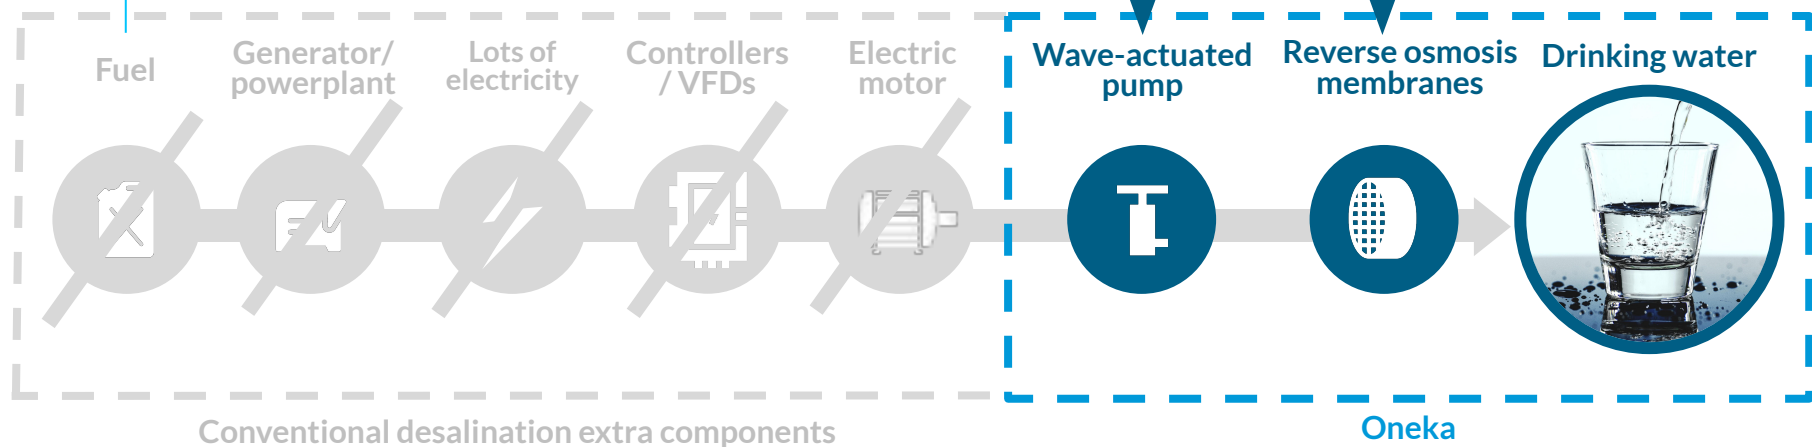 Fuel
Generator/
powerplant
Lots of
electricity
Controllers
/ VFDs
Electric
motor
Wave-actuated
pump
Reverse osmosis
membranes
Drinking water
Conventional desalination extra components
Oneka